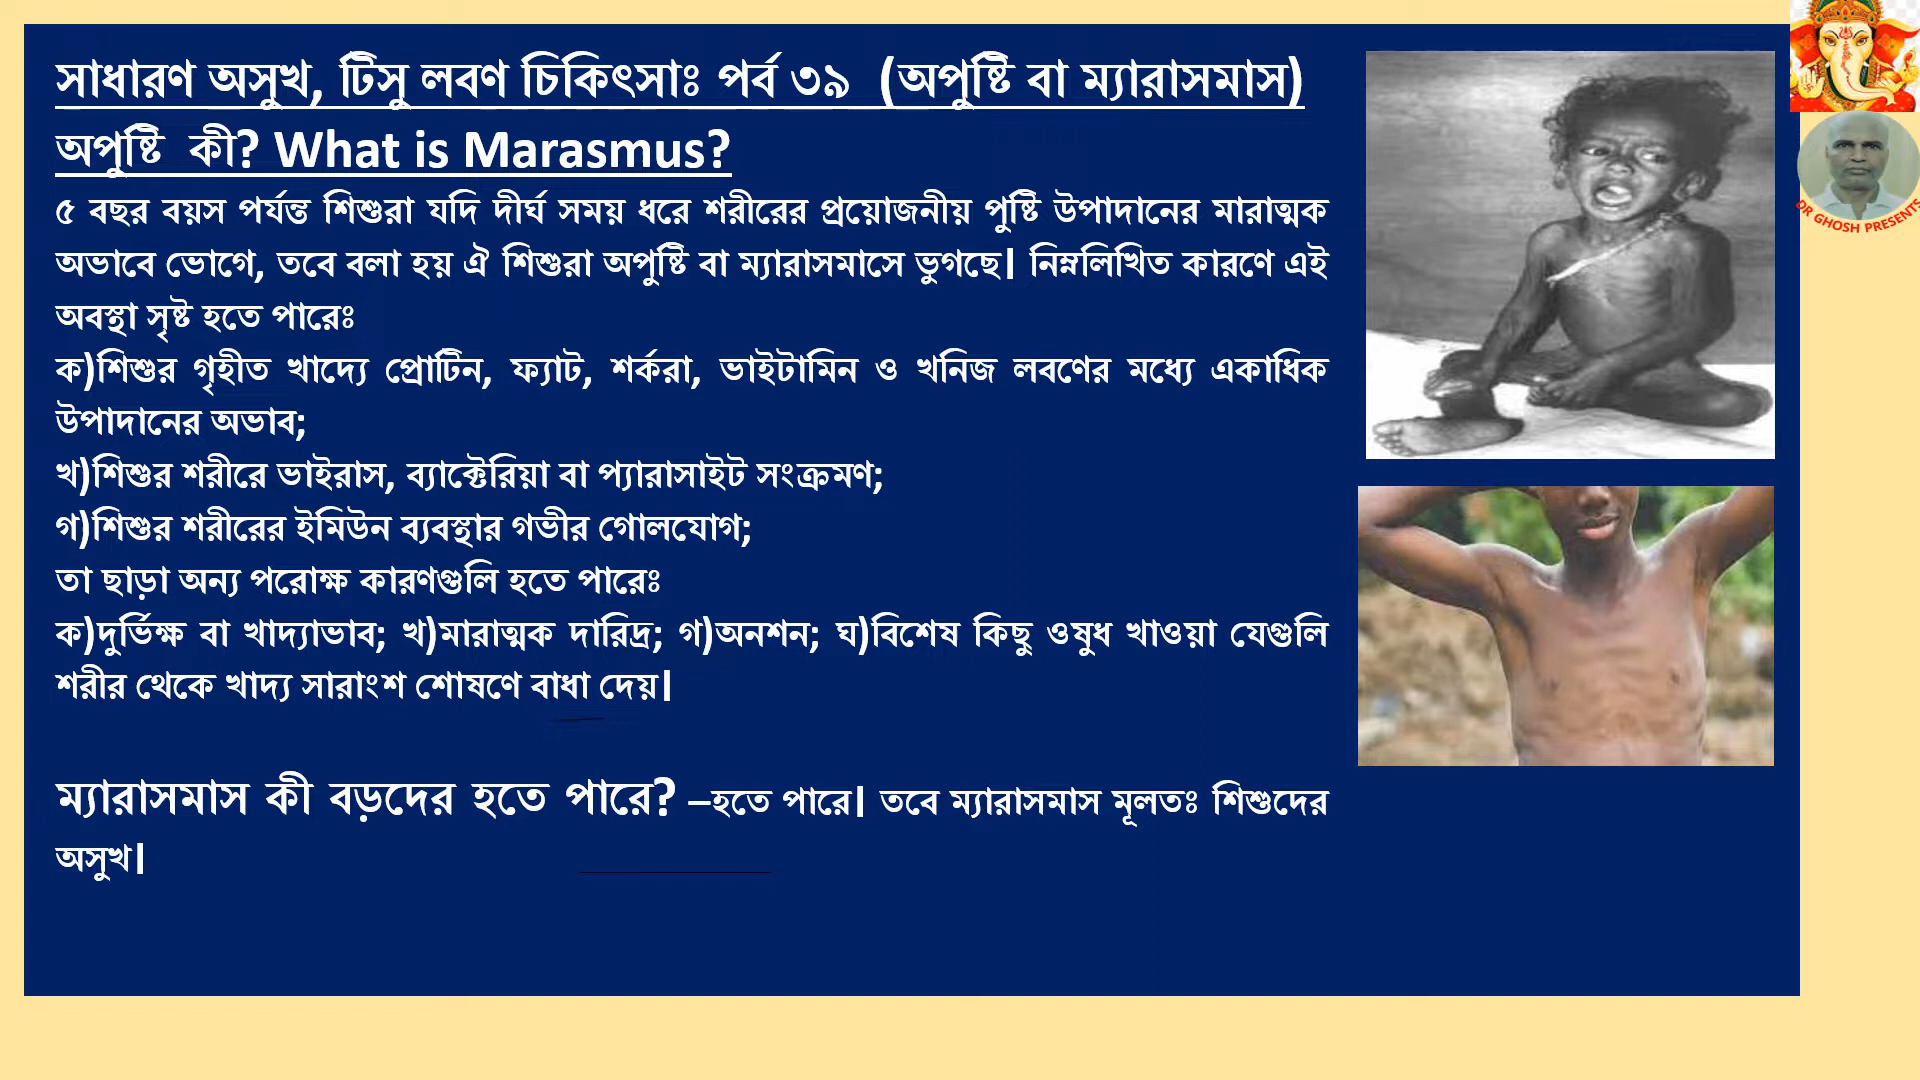 সাধারণ অসুখ, টিসু লবণ চিকিৎসাঃ পর্ব ৩৯ (অপুষ্টি বা ম্যারাসমাস)
অপুষ্টি কী? What is Marasmus?
৫ বছর বয়স পর্যন্ত শিশুরা যদি দীর্ঘ সময় ধরে শরীরের প্রয়োজনীয় পুষ্টি উপাদানের মারাত্মক
অভাবে ভোগে, তবে বলা হয় ঐ শিশুরা অপুষ্টি বা ম্যারাসমাসে ভুগছে। নিম্নলিখিত কারণে এই
অবস্থা সৃষ্ট হতে পারেঃ
ক)শিশুর গৃহীত খাদ্যে প্রোটিন, ফ্যাট, শর্করা, ভাইটামিন ও খনিজ লবণের মধ্যে একাধিক
উপাদানের অভাব;
খ)শিশুর শরীরে ভাইরাস, ব্যাক্টেরিয়া বা প্যারাসাইট সংক্রমণ;
গ)শিশুর শরীরের ইমিউন ব্যবস্থার গভীর গোলযোগ;
তা ছাড়া অন্য পরোক্ষ কারণগুলি হতে পারেঃ
ক)দুর্ভিক্ষ বা খাদ্যাভাব; খ)মারাত্মক দারিদ্র; গ)অনশন; ঘ)বিশেষ কিছু ওষুধ খাওয়া যেগুলি
শরীর থেকে খাদ্য সারাংশ শোষণে বাধা দেয়।
ম্যারাসমাস কী বড়দের হতে পারে? –হতে পারে। তবে ম্যারাসমাস মূলতঃ শিশুদের
অসুখ।
DR GHOSH PRESENTS